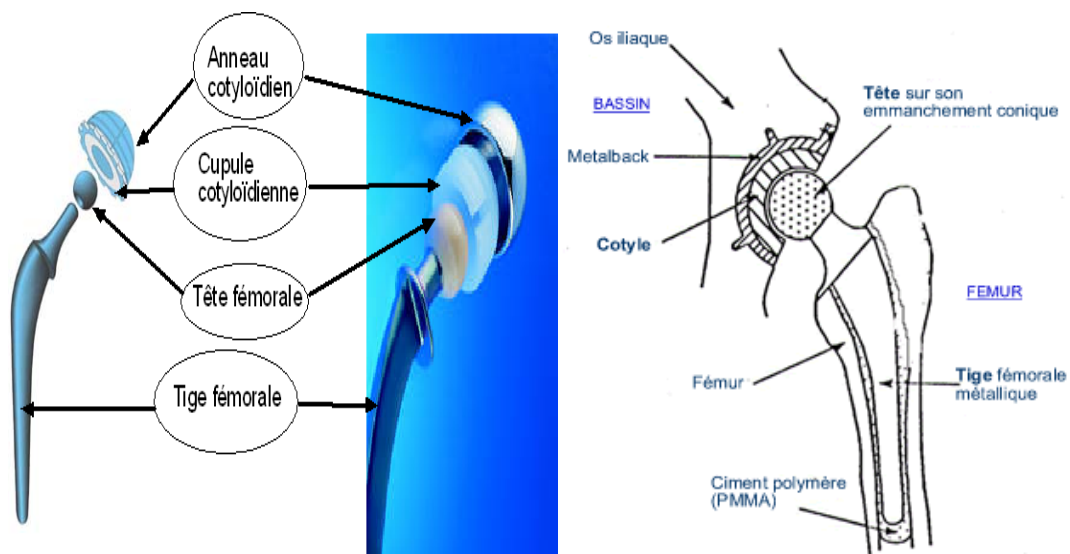 Anneau
cotyloïdien
Cupule
cotyloïdienne
Tête fémorale
Tige fémorale
Os iliaque
BASSIN
Tête sur son
emmanchement conique
Metalback
Cotyle
FEMUR
Fémur
Tige fémorale
métallique
Ciment polymère
(PMMA)